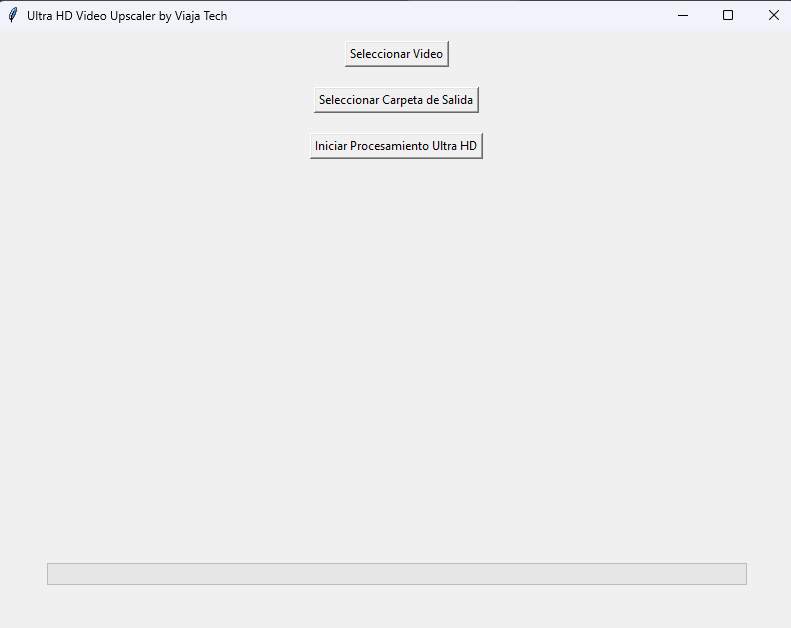 Ultra HD Video Upscaler by Viaja Tech
Seleccionar Video
Seleccionar Carpeta de Salida
Iniciar Procesamiento Ultra HD